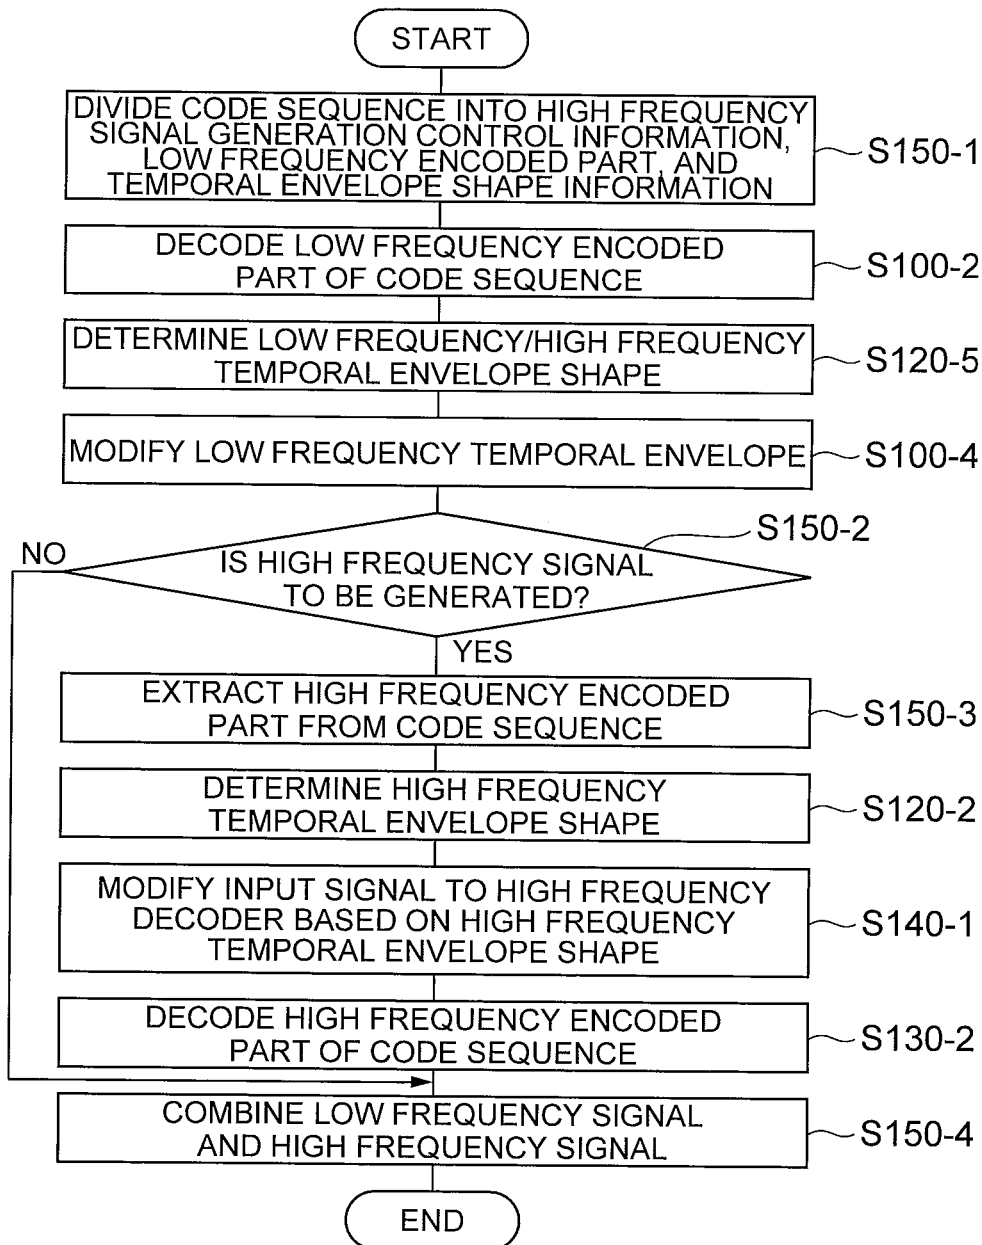 START
DIVIDE CODE SEQUENCE INTO HIGH FREQUENCY
SIGNAL GENERATION CONTROL INFORMATION,
LOW FREQUENCY ENCODED PART, AND
TEMPORAL ENVELOPE SHAPE INFORMATION
S150-1
DECODE LOW FREQUENCY ENCODED
PART OF CODE SEQUENCE
S100-2
DETERMINE LOW FREQUENCY/HIGH FREQUENCY
TEMPORAL ENVELOPE SHAPE
S120-5
MODIFY LOW FREQUENCY TEMPORAL ENVELOPE
S100-4
S150-2
NO
IS HIGH FREQUENCY SIGNAL
TO BE GENERATED?
YES
EXTRACT HIGH FREQUENCY ENCODED
PART FROM CODE SEQUENCE
S150-3
DETERMINE HIGH FREQUENCY
TEMPORAL ENVELOPE SHAPE
S120-2
MODIFY INPUT SIGNAL TO HIGH FREQUENCY
DECODER BASED ON HIGH FREQUENCY
TEMPORAL ENVELOPE SHAPE
S140-1
DECODE HIGH FREQUENCY ENCODED
PART OF CODE SEQUENCE
S130-2
COMBINE LOW FREQUENCY SIGNAL
AND HIGH FREQUENCY SIGNAL
S150-4
END